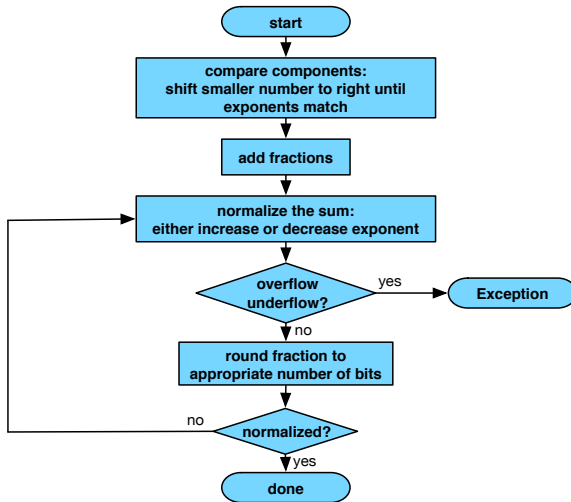 start
compare components:
shift smaller number to right until
exponents match
add fractions
normalize the sum:
either increase or decrease exponent
overflow
underflow?
yes
Exception
no
round fraction to
appropriate number of bits
no
normalized?
yes
done